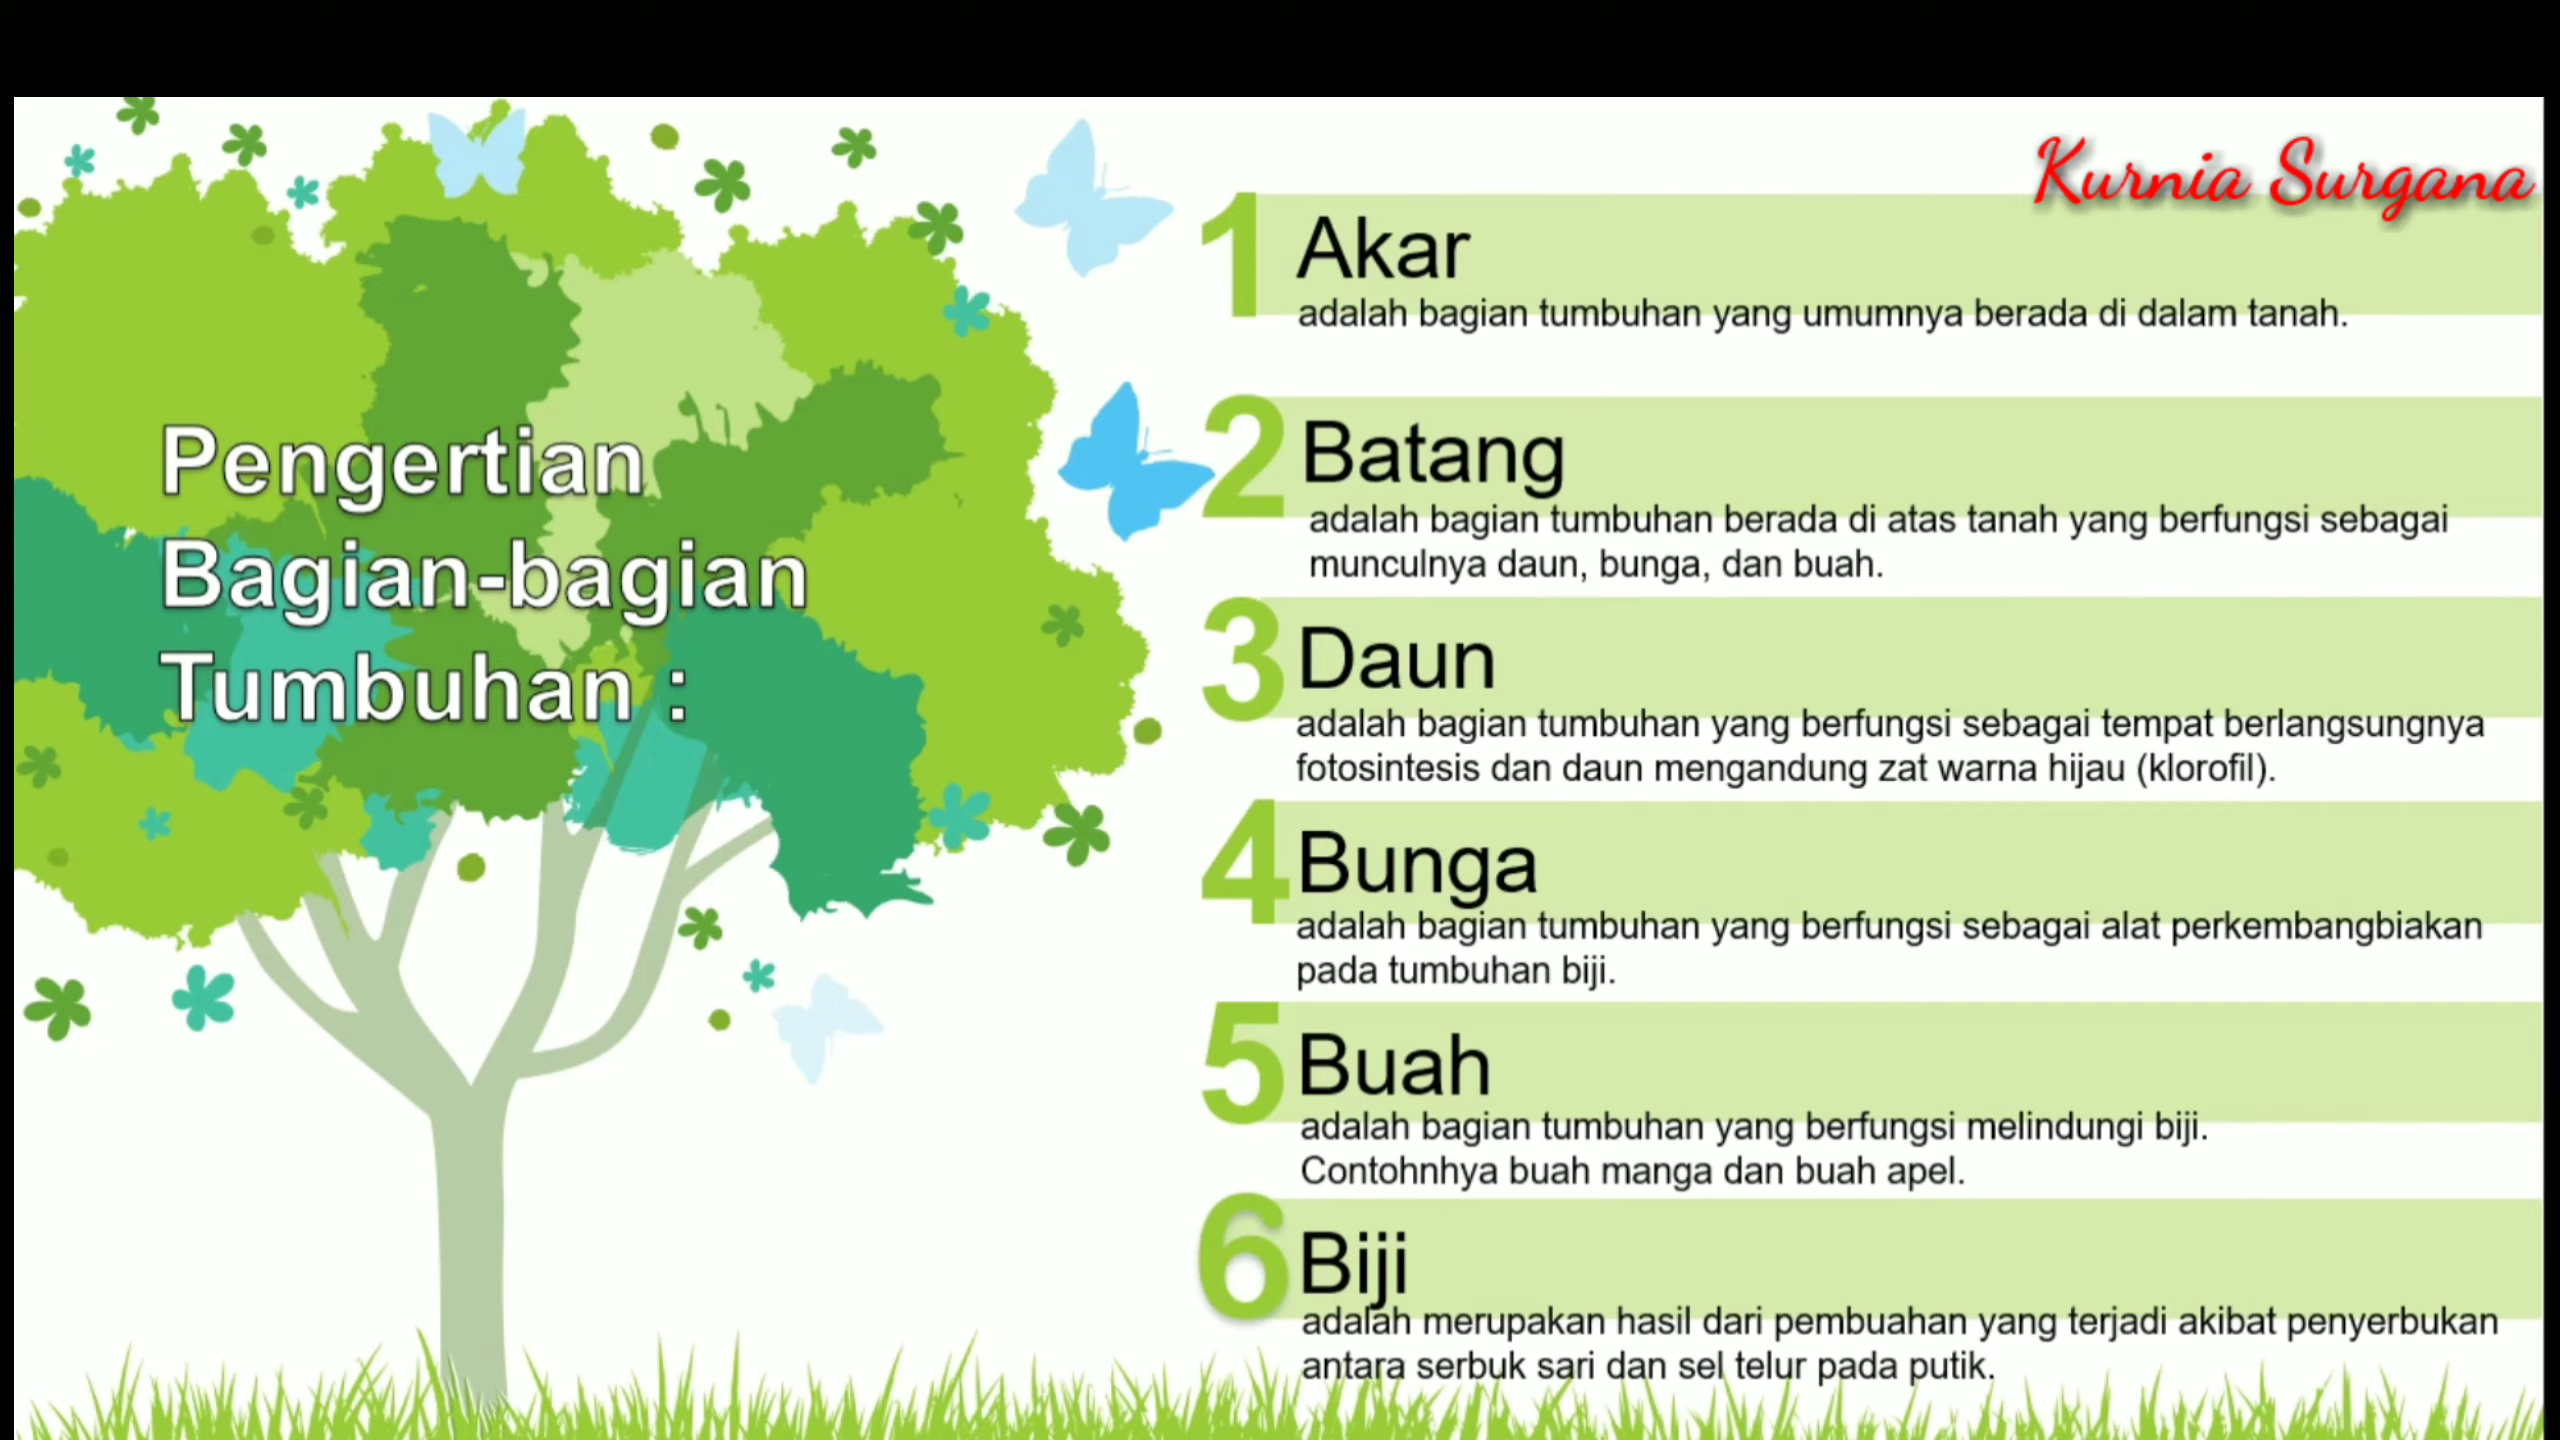 Kurnia Surgana
Pengertian
Bagian-bagian
Tumbuhan :
1 Akar
adalah bagian tumbuhan yang umumnya berada di dalam tanah.
2 Batang
adalah bagian tumbuhan berada di atas tanah yang berfungsi sebagai
munculnya daun, bunga, dan buah.
3 Daun
adalah bagian tumbuhan yang berfungsi sebagai tempat berlangsungnya
fotosintesis dan daun mengandung zat warna hijau (klorofil).
4 Bunga
adalah bagian tumbuhan yang berfungsi sebagai alat perkembangbiakan
pada tumbuhan biji.
5 Buah
adalah bagian tumbuhan yang berfungsi melindungi biji.
Contohnhya buah manga dan buah apel.
6 Biji
adalah merupakan hasil dari pembuahan yang terjadi akibat penyerbukan
antara serbuk sari dan sel telur pada putik.